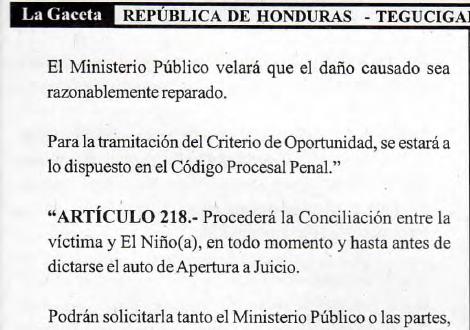 La Gaceta REPÚBLICA DE HONDURAS - TEGUCIGAL
El Ministerio Público velará que el daño causado sea
razonablemente reparado.
Para la tramitación del Criterio de Oportunidad, se estará a
lo dispuesto en el Código Procesal Penal.”
“ARTÍCULO 218.- Procederá la Conciliación entre la
víctima y El Niño(a), en todo momento y hasta antes de
dictarse el auto de Apertura a Juicio.
Podrán solicitarla tanto el Ministerio Público o las partes,